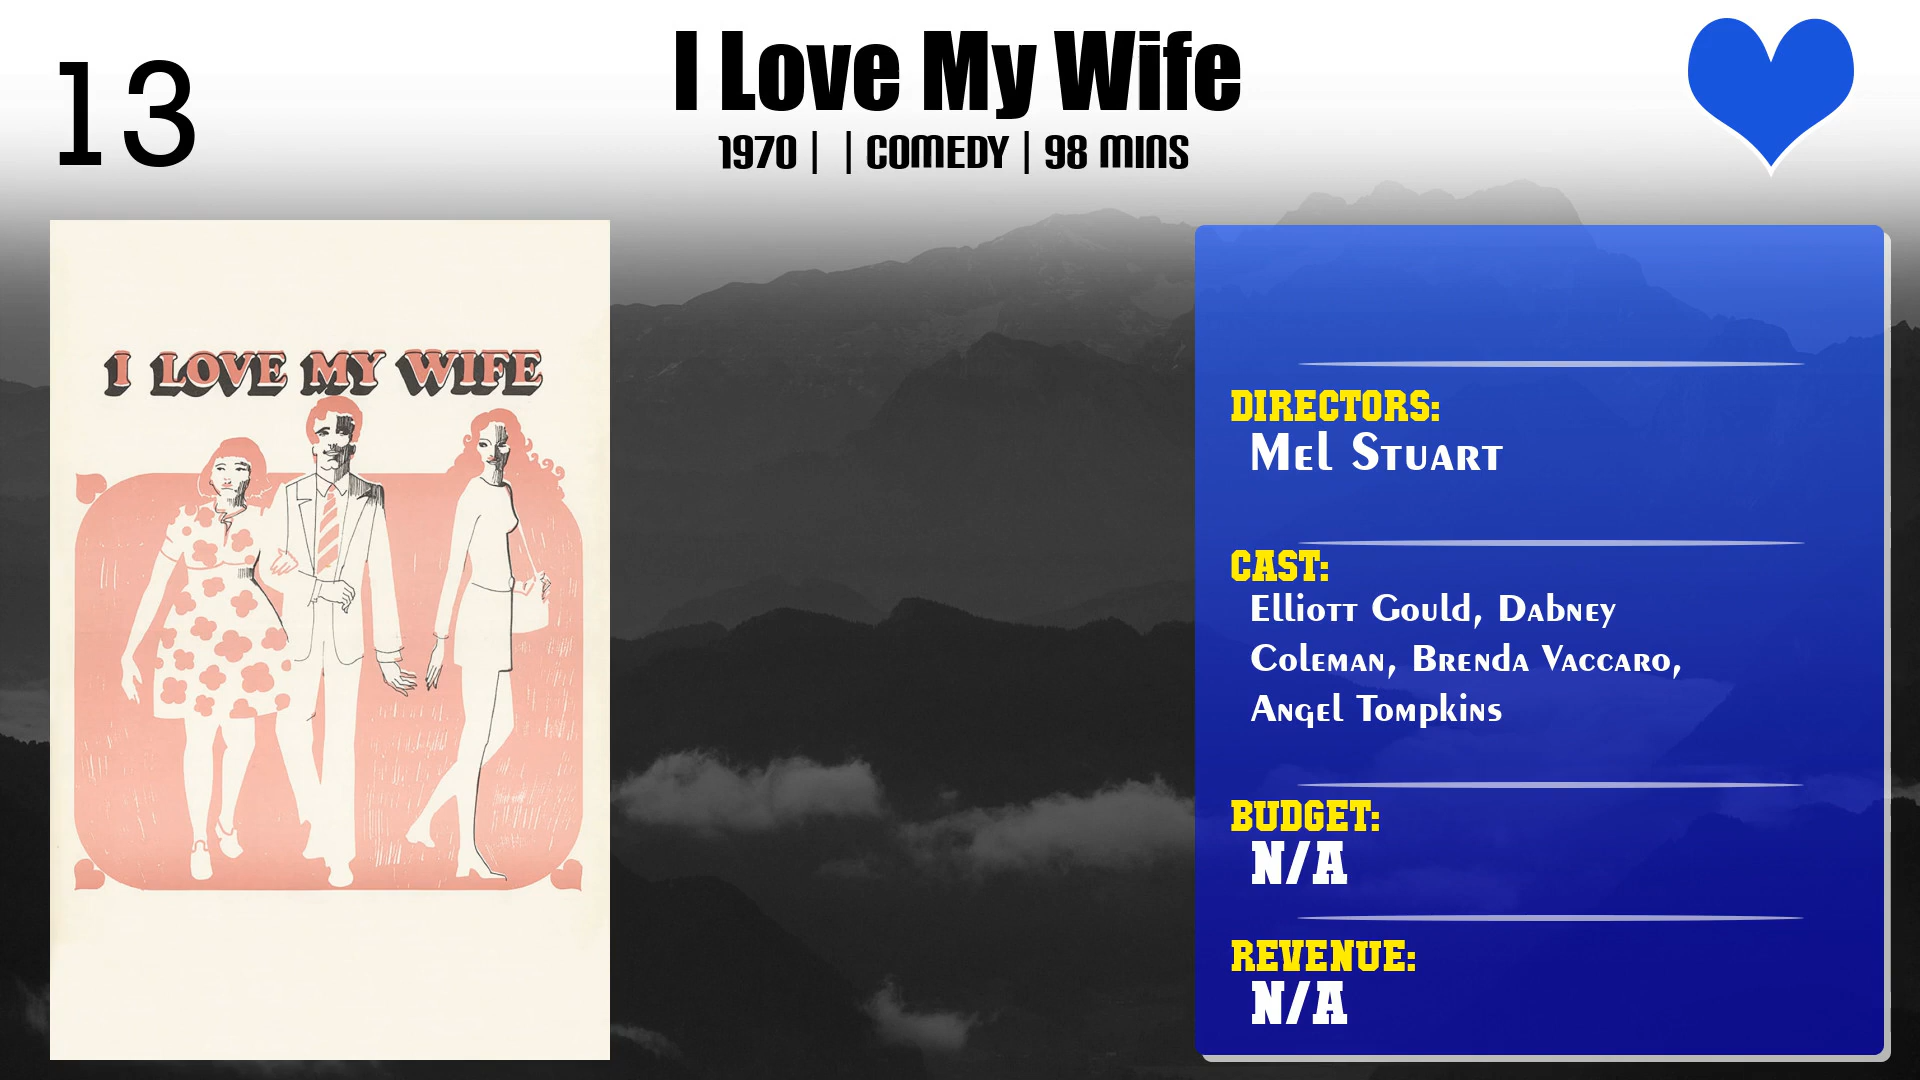 13
I Love My Wife
1970 | | COMEDY | 98 MINS
I LOVE MY WIFE
DIRECTORS:
Mel Stuart
CAST:
Elliott Gould, Dabney
Coleman, Brenda Vaccaro,
Angel Tompkins
BUDGET:
N/A
REVENUE:
N/A